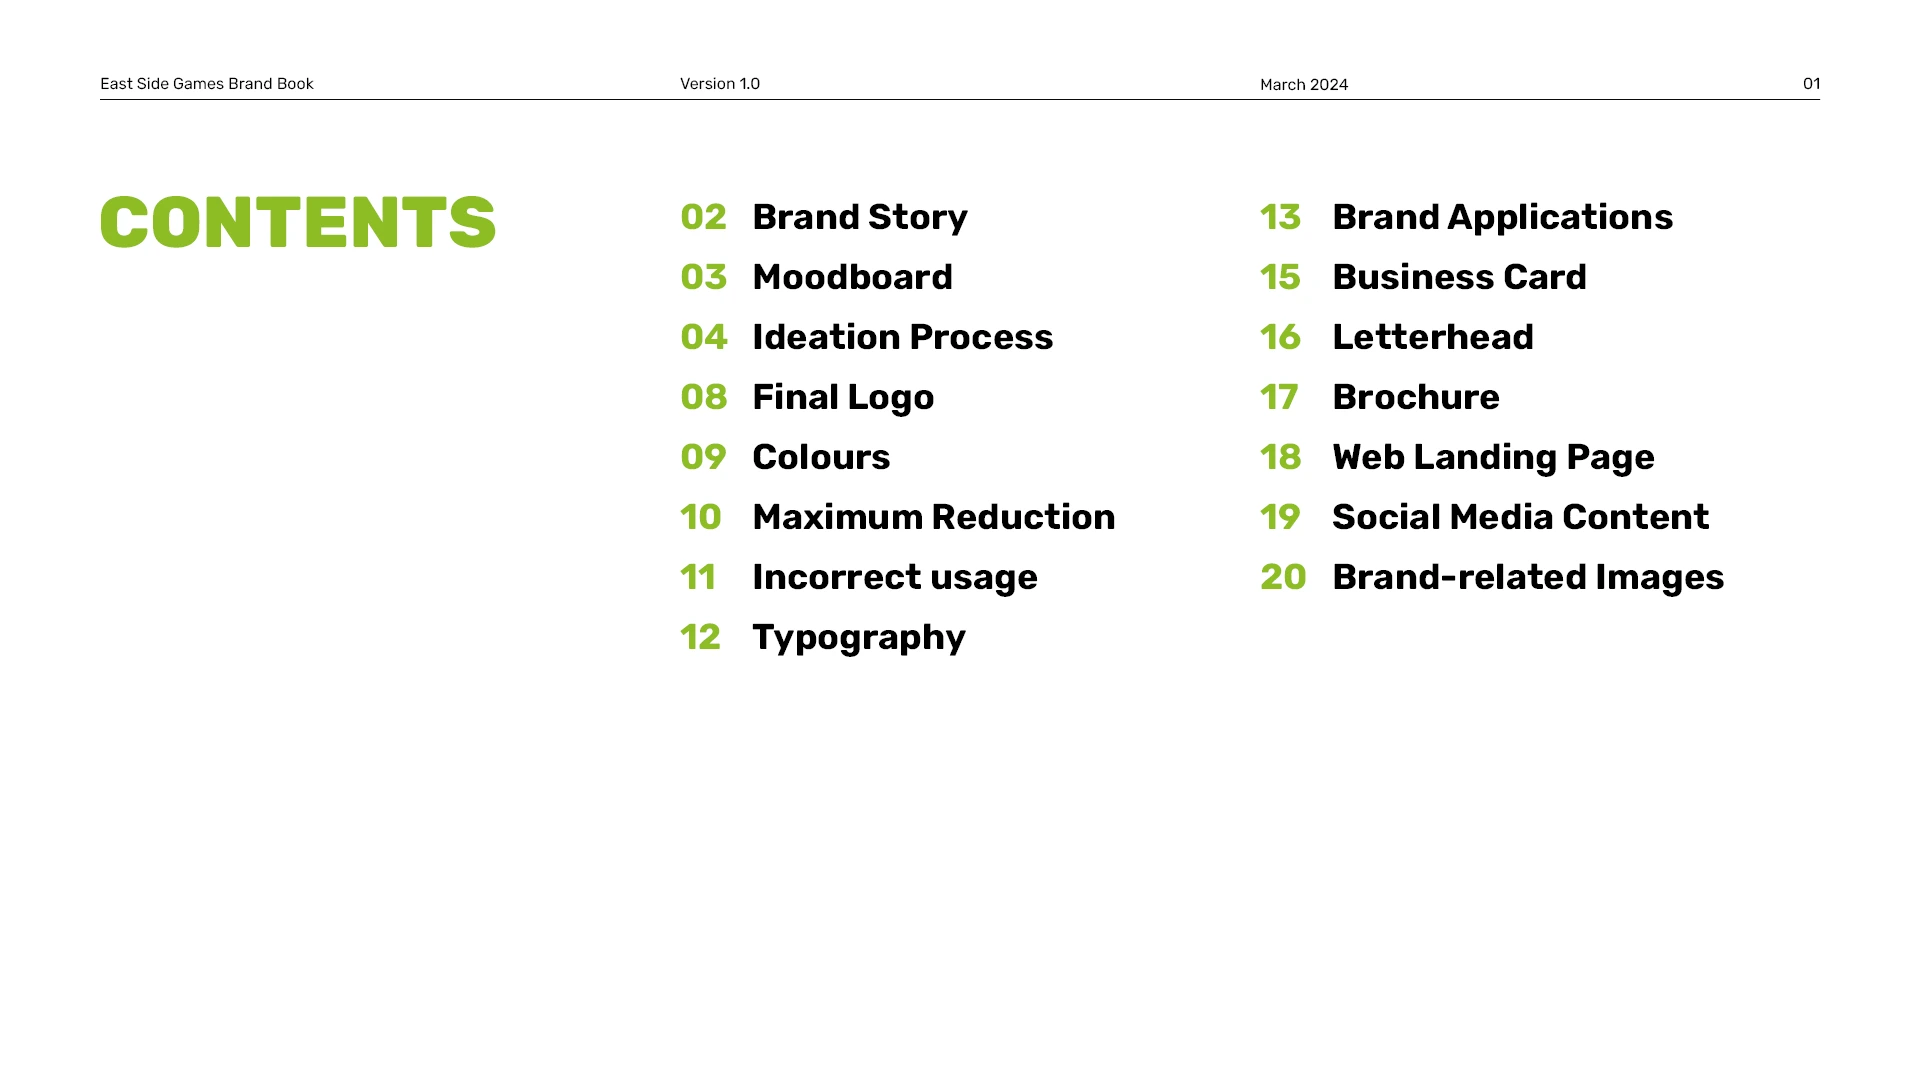 East Side Games Brand Book
Version 1.0
March 2024
01
CONTENTS
02 Brand Story
03 Moodboard
04 Ideation Process
08 Final Logo
09 Colours
10 Maximum Reduction
11 Incorrect usage
12 Typography
13 Brand Applications
15 Business Card
16 Letterhead
17 Brochure
18 Web Landing Page
19 Social Media Content
20 Brand-related Images